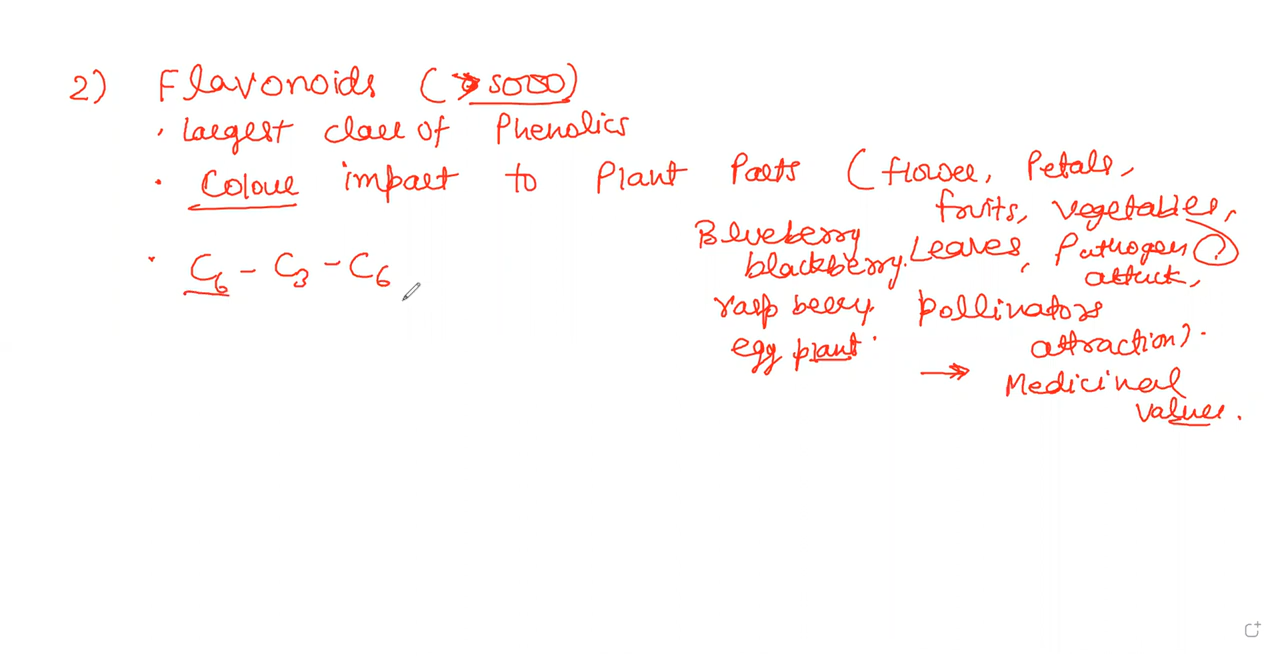 2) Flavonoids (>5000)
· Largest class of Phenolics
· Colour impart to Plant Parts (flower, Petals,
fruits, vegetables,
Leaves, Pathogen ?
attack,
pollinators
attraction).
→ Medicinal
values.
Blueberry
blackberry.
rasp berry.
egg plant.
· C6 - C3 - C6